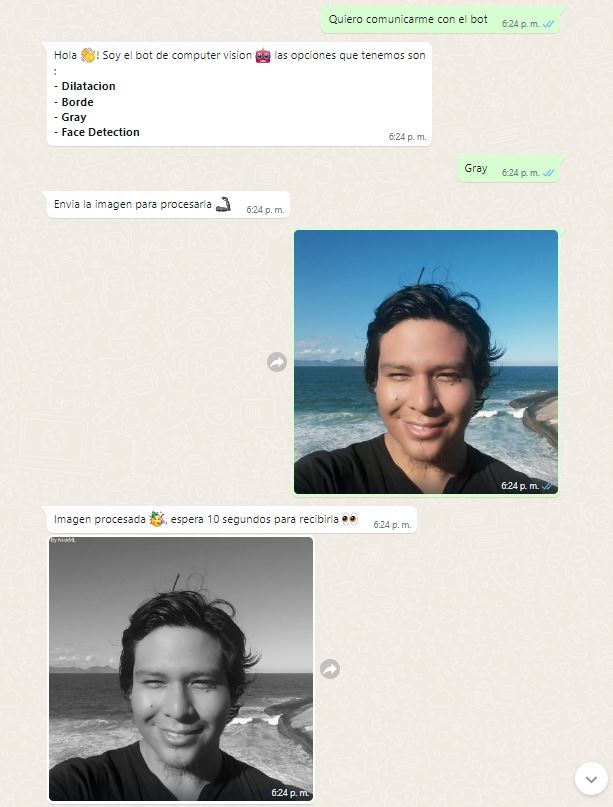 Quiero comunicarme con el bot 6:24 p. m.
Hola 👋! Soy el bot de computer vision 🤖 las opciones que tenemos son
:
- Dilatacion
- Borde
- Gray
- Face Detection
6:24 p. m.
Gray 6:24 p. m.
Envia la imagen para procesarla 🦾 6:24 p. m.
6:24 p. m.
Imagen procesada 🥳, espera 10 segundos para recibirla 👀 6:24 p. m.
6:24 p. m.